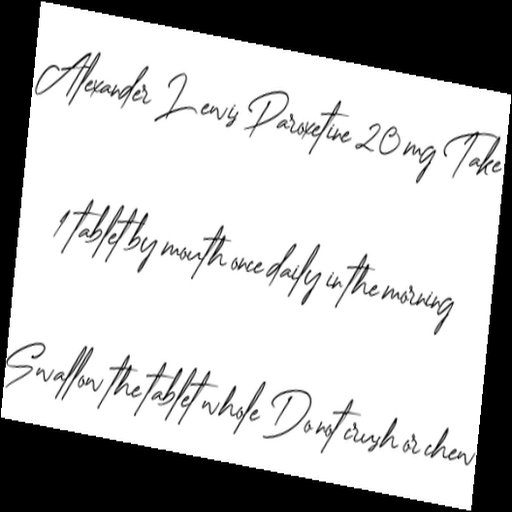 Alexander Lewis Paroxetine 20 mg Take
1 tablet by mouth once daily in the morning
Swallow the tablet whole Do not crush or chew